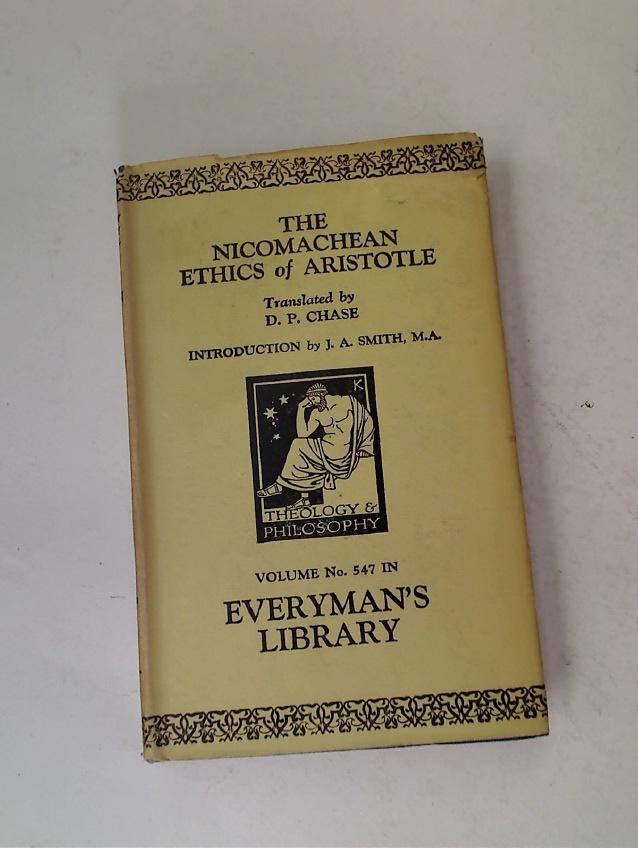 THE
NICOMACHEAN
ETHICS of ARISTOTLE
Translated by
D. P. CHASE
INTRODUCTION by J. A. SMITH, M.A.
K
THEOLOGY &
PHILOSOPHY
VOLUME No. 547 IN
EVERYMAN'S
LIBRARY